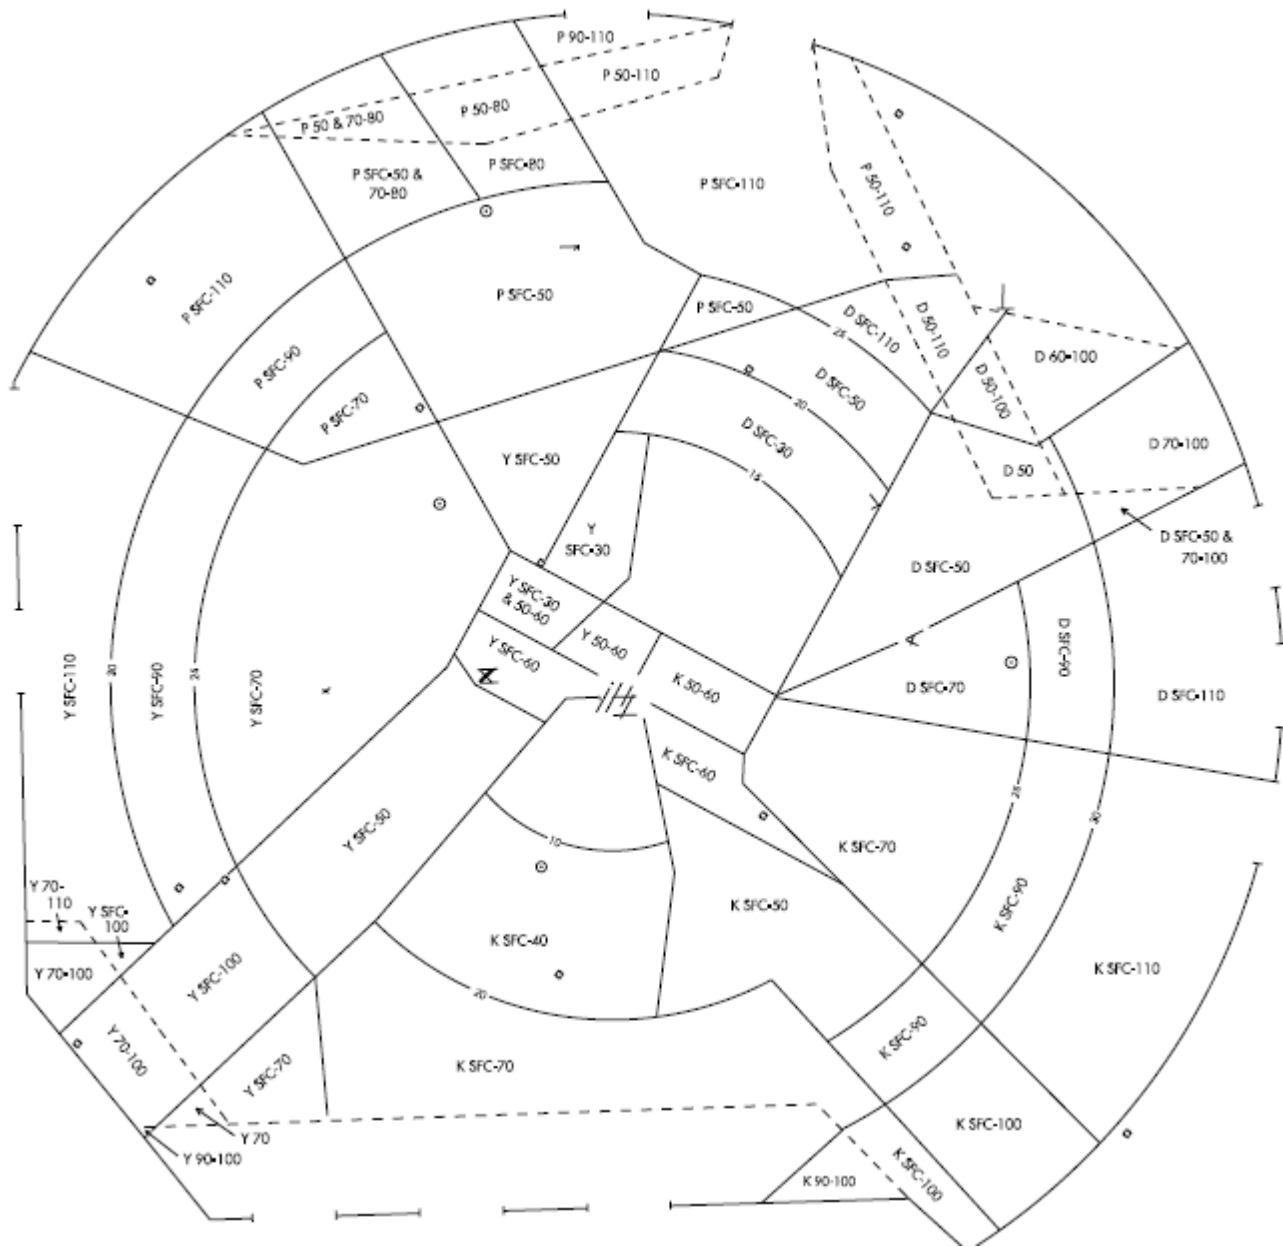 P 90-110
P 50-110
P 50-80
P 50 & 70-80
P SFC-80
P SFC-50 &
70-80
P SFC-110
P 50-110
P SFC-110
P SFC-50
P SFC-50
D SFC-110
25
D 50-110
D 60-100
D 50-100
P SFC-90
P SFC-70
D SFC-50
20
D SFC-30
D 70-100
D 50
Y SFC-50
15
Y
SFC-30
D SFC-50 &
70-100
D SFC-50
Y SFC-30
& 50-60
Y 50-60
Y SFC-60
K 50-60
D SFC-90
D SFC-70
D SFC-110
Y SFC-110
20
Y SFC-90
Y SFC-70
K SFC-60
25
30
Y SFC-50
10
K SFC-70
Y 70-
110
Y SFC-
100
K SFC-50
K SFC-90
K SFC-40
Y 70-100
Y SFC-100
20
K SFC-110
Y 70-100
Y SFC-70
K SFC-70
K SFC-90
K SFC-100
Y 70
Y 90-100
K 90-100
K SFC-100